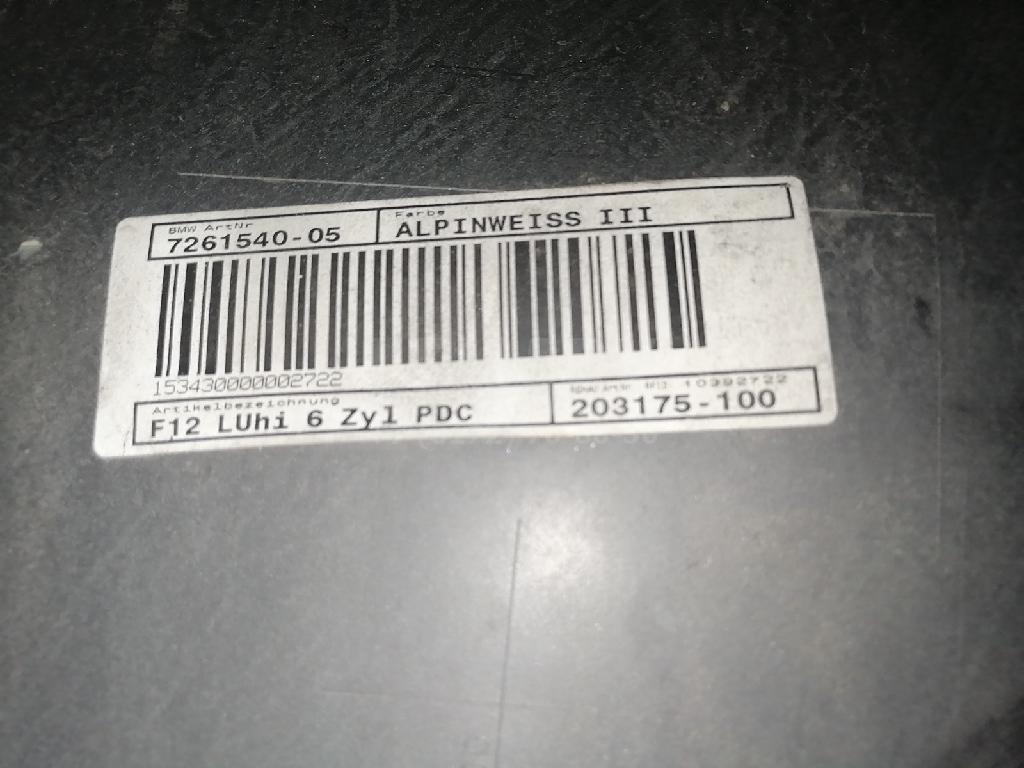 BMW ArtNr Farbe
7261540-05 ALPINWEISS III
153430000002722
Artikelbezeichnung 10392722
F12 LUhi 6 Zyl PDC 203175-100